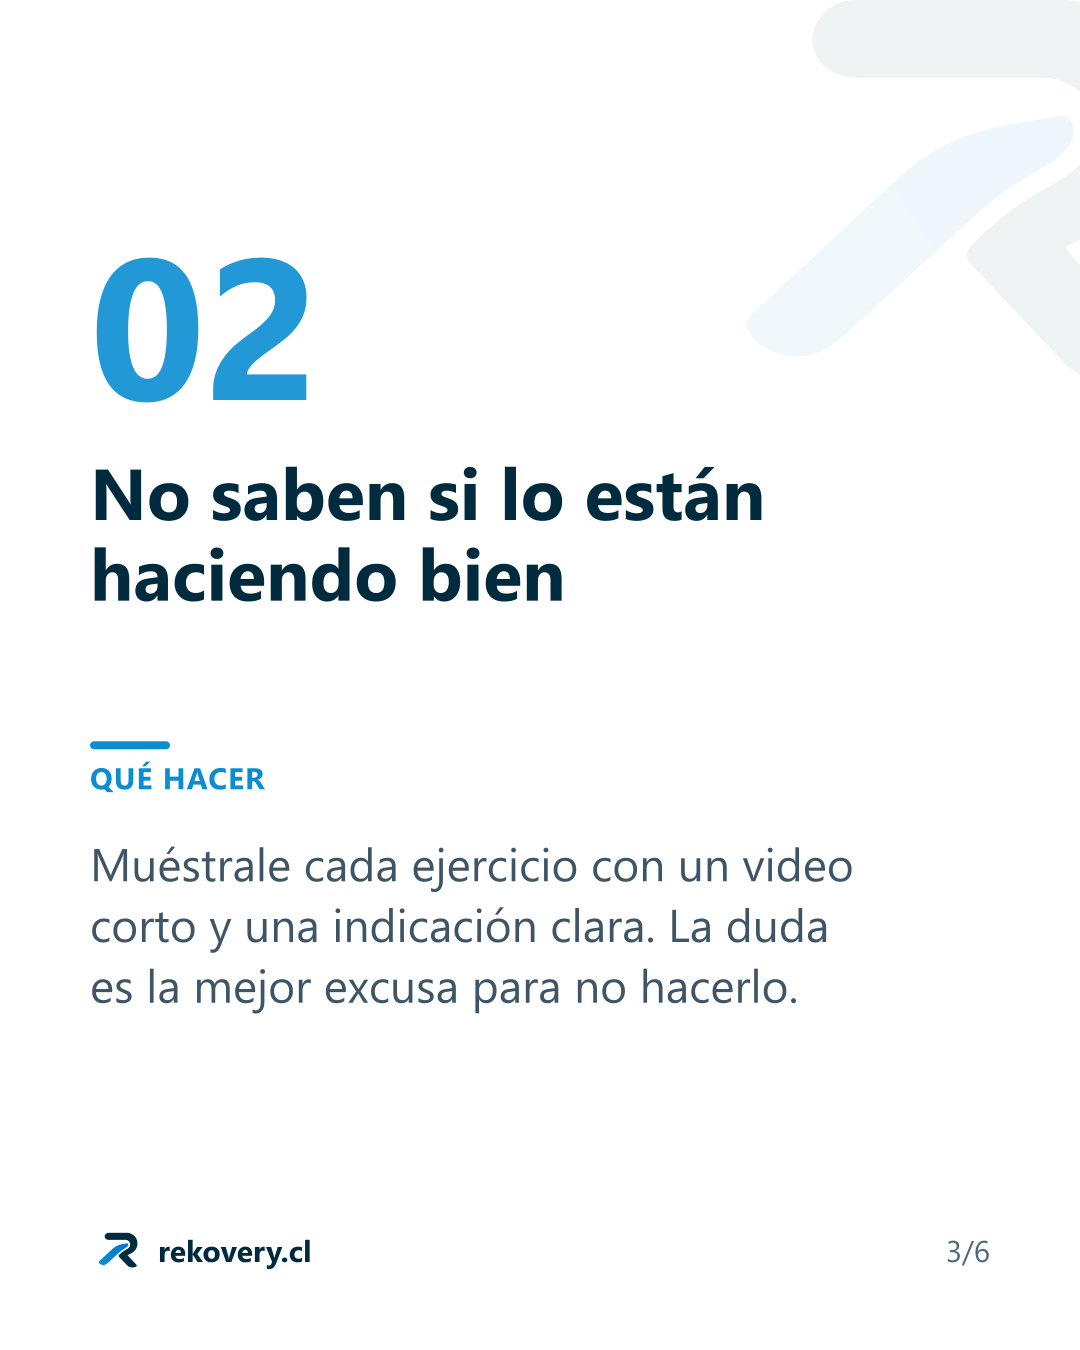 02
No saben si lo están
haciendo bien
QUÉ HACER
Muéstrale cada ejercicio con un video
corto y una indicación clara. La duda
es la mejor excusa para no hacerlo.
rekovery.cl
3/6